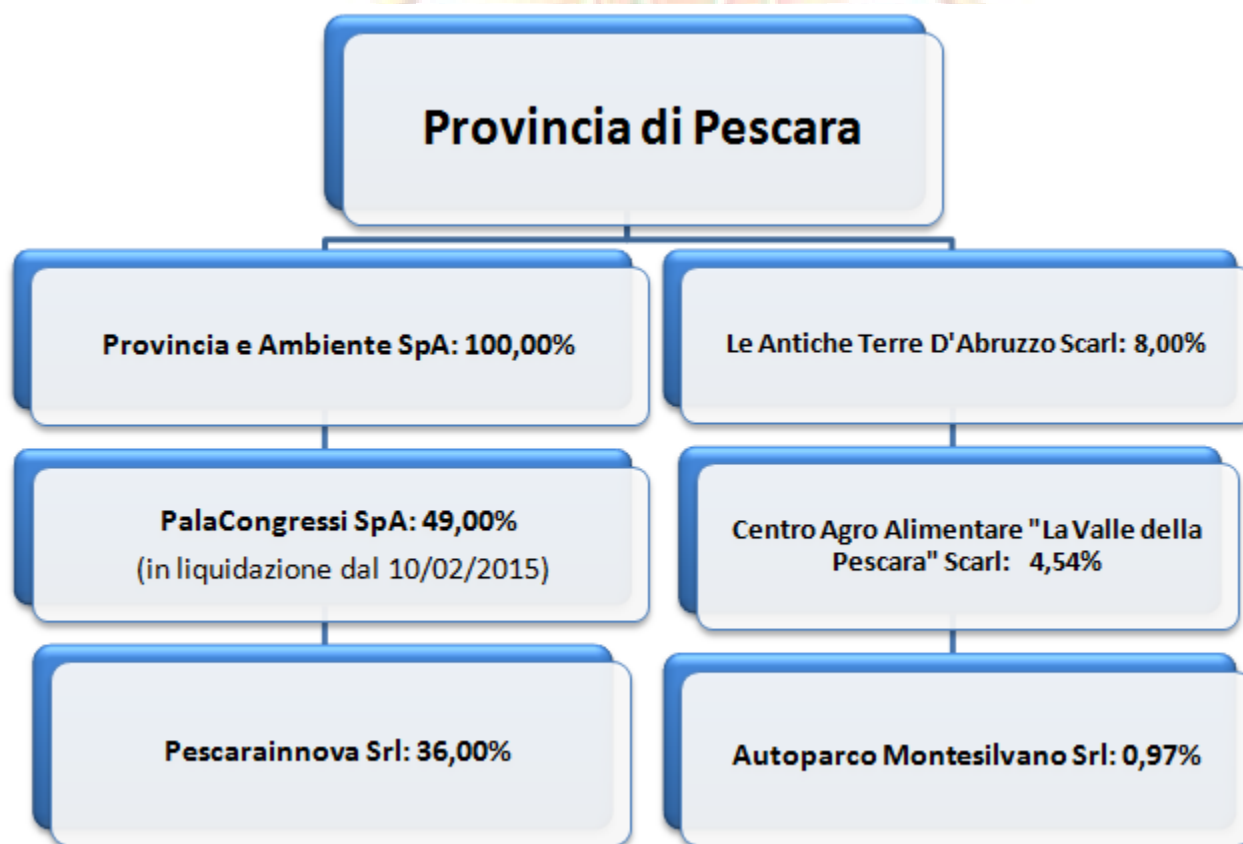 Provincia di Pescara
Provincia e Ambiente SpA: 100,00%
PalaCongressi SpA: 49,00%
(in liquidazione dal 10/02/2015)
Pescarainnova Srl: 36,00%
Le Antiche Terre D'Abruzzo Scarl: 8,00%
Centro Agro Alimentare "La Valle della
Pescara" Scarl: 4,54%
Autoparco Montesilvano Srl: 0,97%